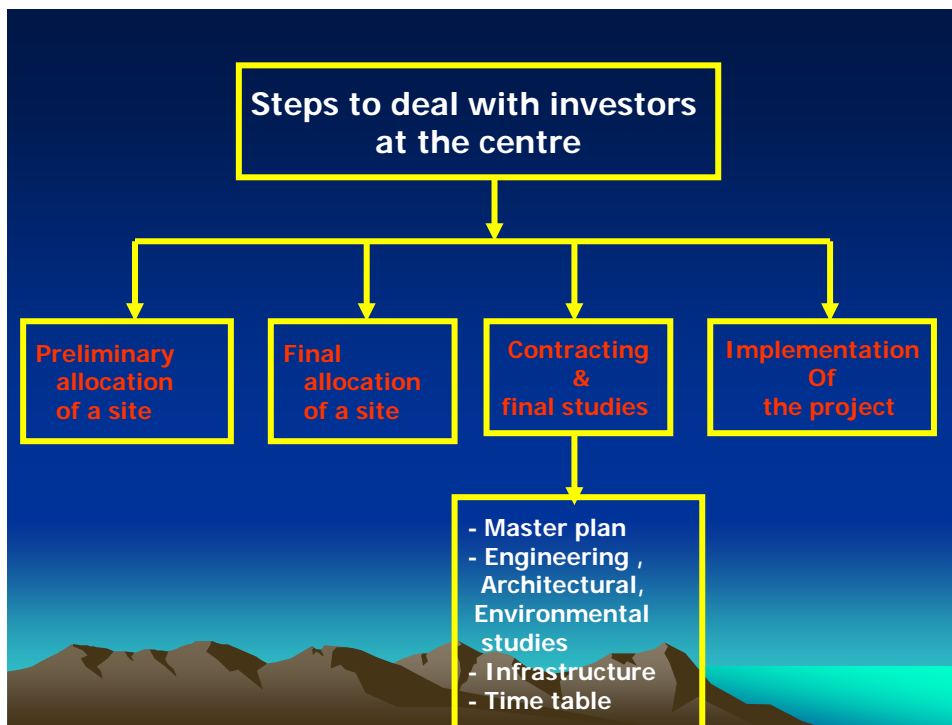 Steps to deal with investors
at the centre
Preliminary
allocation
of a site
Final
allocation
of a site
Contracting
&
final studies
Implementation
Of
the project
- Master plan
- Engineering ,
Architectural,
Environmental
studies
- Infrastructure
- Time table